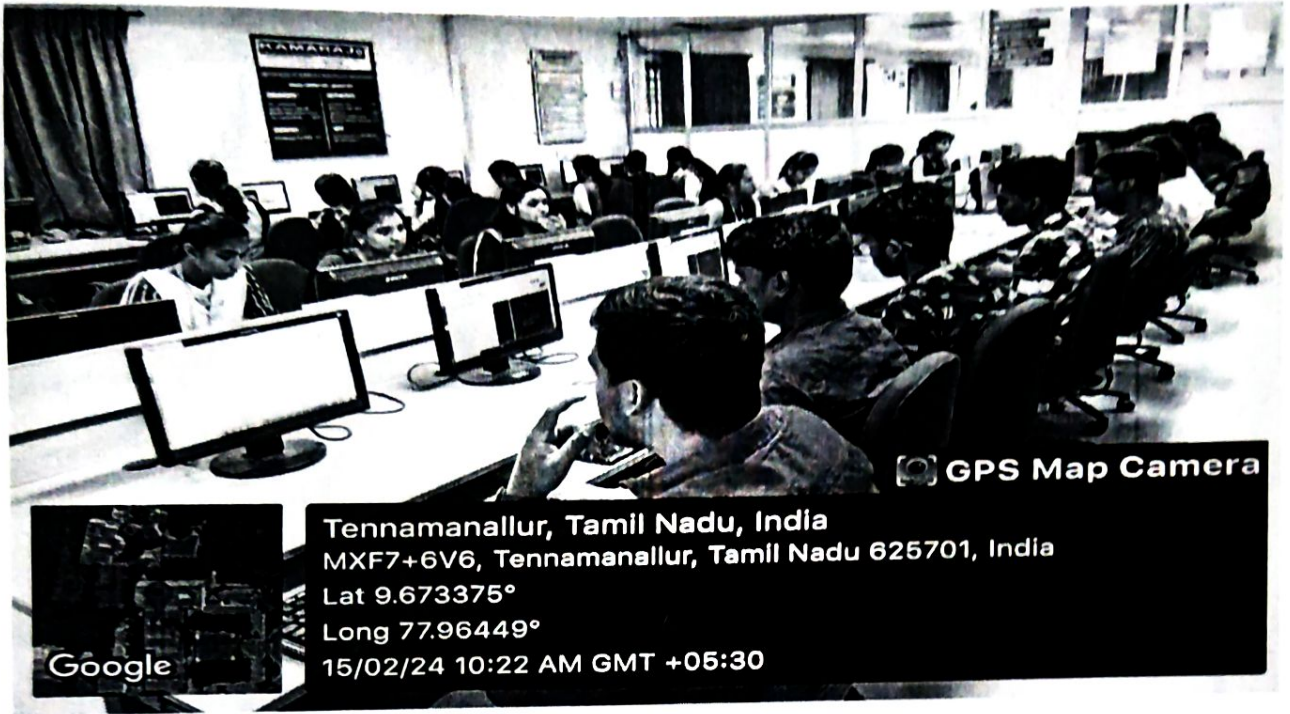 KAMARAJ
GPS Map Camera
Tennamanallur, Tamil Nadu, India
MXF7+6V6, Tennamanallur, Tamil Nadu 625701, India
Lat 9.673375°
Long 77.96449°
15/02/24 10:22 AM GMT +05:30
Google